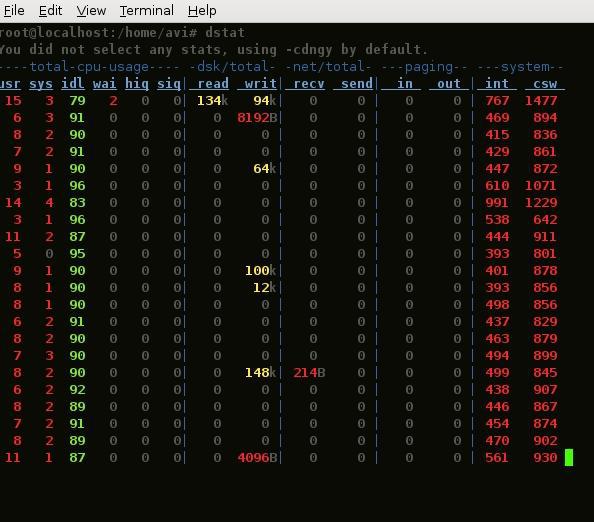 File Edit View Terminal Help
root@localhost:/home/avi# dstat
You did not select any stats, using -cdngy by default.
----total-cpu-usage---- -dsk/total- -net/total- ---paging-- ---system--
usr sys idl wai hiq siq| read writ| recv send| in out | int csw
15 3 79 2 0 0| 134k 94k| 0 0 | 0 0 | 767 1477
6 3 91 0 0 0| 0 8192B| 0 0 | 0 0 | 469 894
8 2 90 0 0 0| 0 0 | 0 0 | 0 0 | 415 836
7 2 91 0 0 0| 0 0 | 0 0 | 0 0 | 429 861
9 1 90 0 0 0| 0 64k| 0 0 | 0 0 | 447 872
3 1 96 0 0 0| 0 0 | 0 0 | 0 0 | 610 1071
14 4 83 0 0 0| 0 0 | 0 0 | 0 0 | 991 1229
3 1 96 0 0 0| 0 0 | 0 0 | 0 0 | 538 642
11 2 87 0 0 0| 0 0 | 0 0 | 0 0 | 444 911
5 0 95 0 0 0| 0 0 | 0 0 | 0 0 | 393 801
9 1 90 0 0 0| 0 100k| 0 0 | 0 0 | 401 878
8 1 90 0 0 0| 0 12k| 0 0 | 0 0 | 393 856
8 1 90 0 0 0| 0 0 | 0 0 | 0 0 | 498 856
6 2 91 0 0 0| 0 0 | 0 0 | 0 0 | 437 829
8 2 90 0 0 0| 0 0 | 0 0 | 0 0 | 463 879
7 3 90 0 0 0| 0 0 | 0 0 | 0 0 | 494 899
8 2 90 0 0 0| 0 148k| 214B 0 | 0 0 | 499 845
6 2 92 0 0 0| 0 0 | 0 0 | 0 0 | 438 907
8 2 89 0 0 0| 0 0 | 0 0 | 0 0 | 446 867
7 2 91 0 0 0| 0 0 | 0 0 | 0 0 | 454 874
8 2 89 0 0 0| 0 0 | 0 0 | 0 0 | 470 902
11 1 87 0 0 0| 0 4096B| 0 0 | 0 0 | 561 930